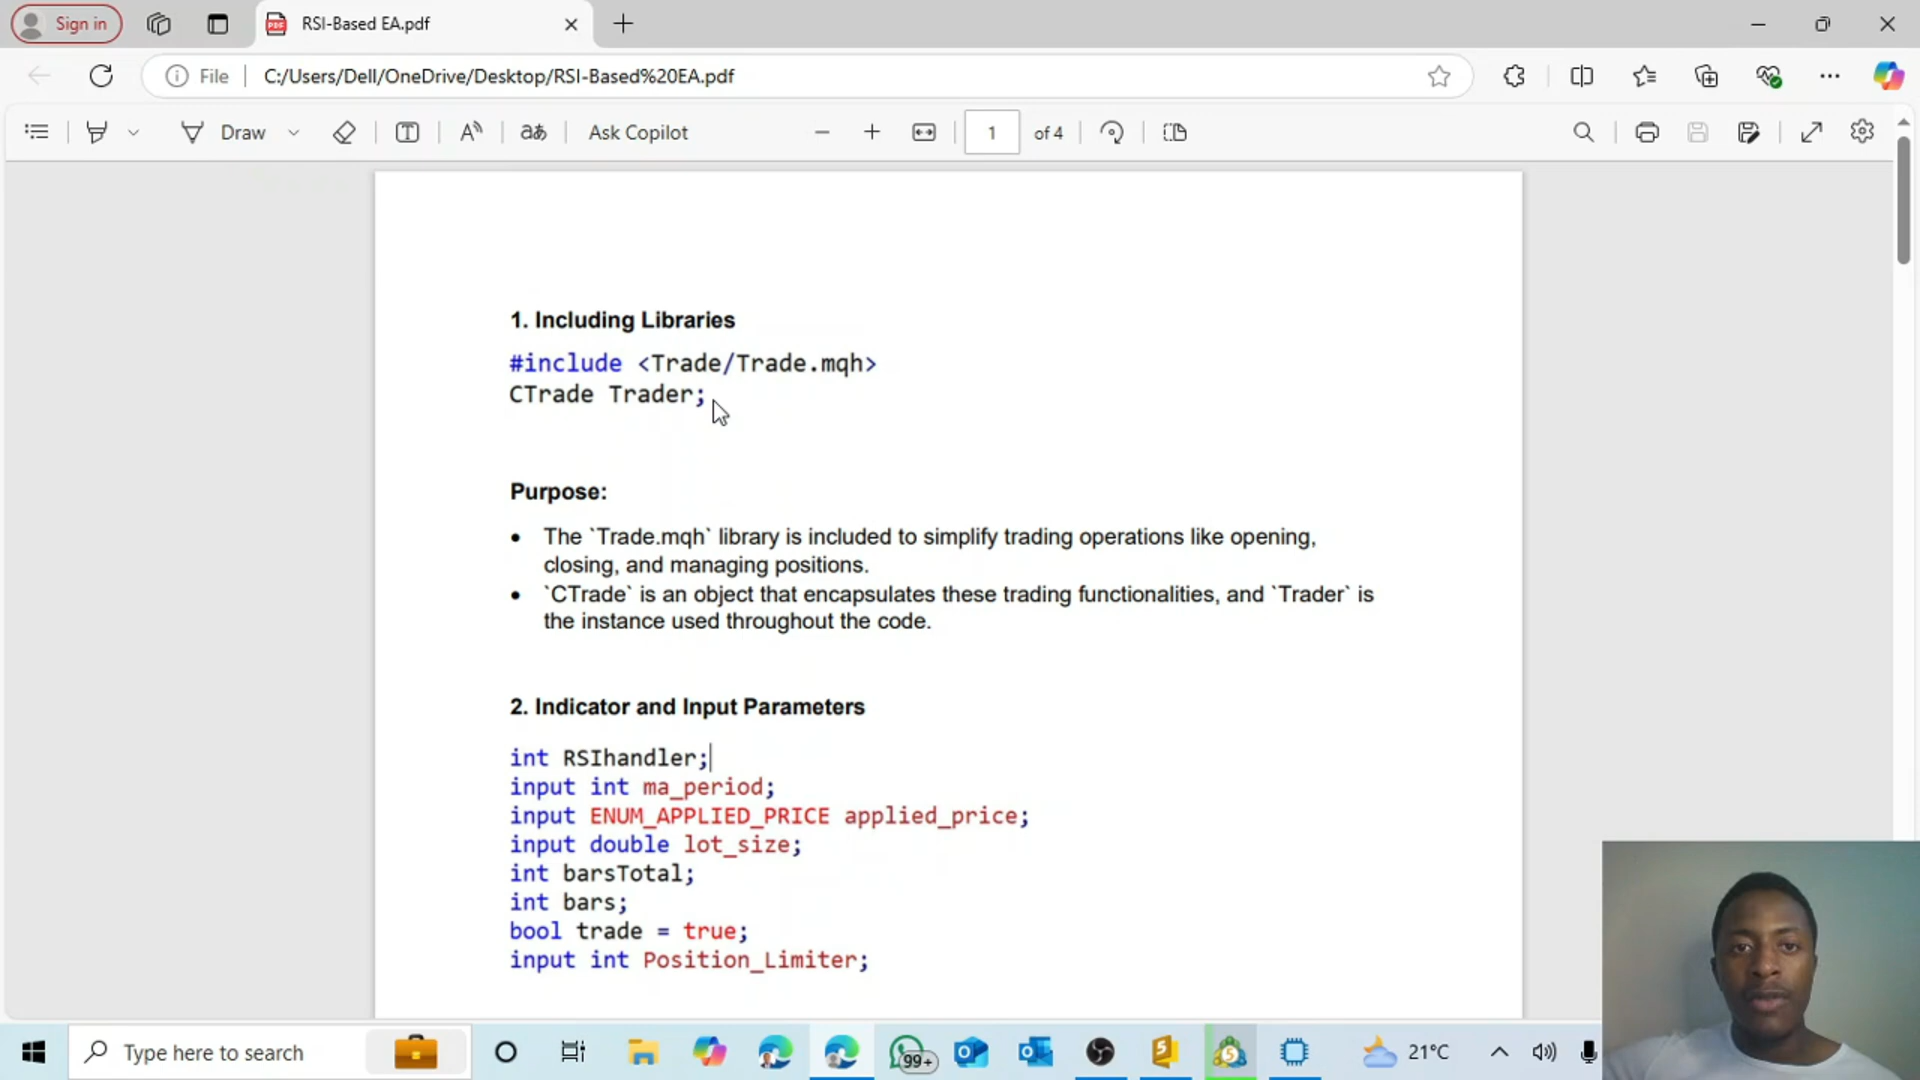 Sign in
RSI-Based EA.pdf
File
C:/Users/Dell/OneDrive/Desktop/RSI-Based%20EA.pdf
Draw
Ask Copilot
1 of 4
1. Including Libraries
#include <Trade/Trade.mqh>
CTrade Trader;
Purpose:
• The `Trade.mqh` library is included to simplify trading operations like opening,
closing, and managing positions.
• `CTrade` is an object that encapsulates these trading functionalities, and `Trader` is
the instance used throughout the code.
2. Indicator and Input Parameters
int RSIhandler;
input int ma_period;
input ENUM_APPLIED_PRICE applied_price;
input double lot_size;
int barsTotal;
int bars;
bool trade = true;
input int Position_Limiter;
Type here to search
99+
21°C